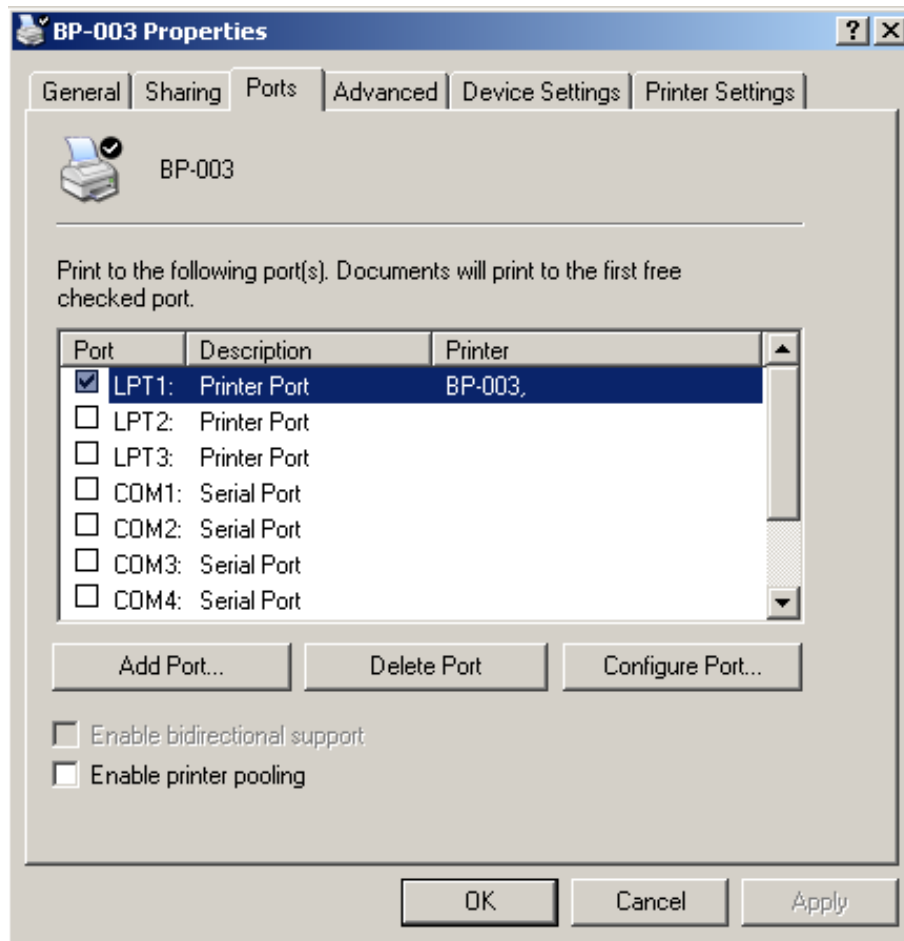 BP-003 Properties
General Sharing Ports Advanced Device Settings Printer Settings
BP-003
Print to the following port(s). Documents will print to the first free
checked port.
Port Description Printer
LPT1: Printer Port BP-003,
LPT2: Printer Port
LPT3: Printer Port
COM1: Serial Port
COM2: Serial Port
COM3: Serial Port
COM4: Serial Port
Add Port... Delete Port Configure Port...
Enable bidirectional support
Enable printer pooling
OK Cancel Apply